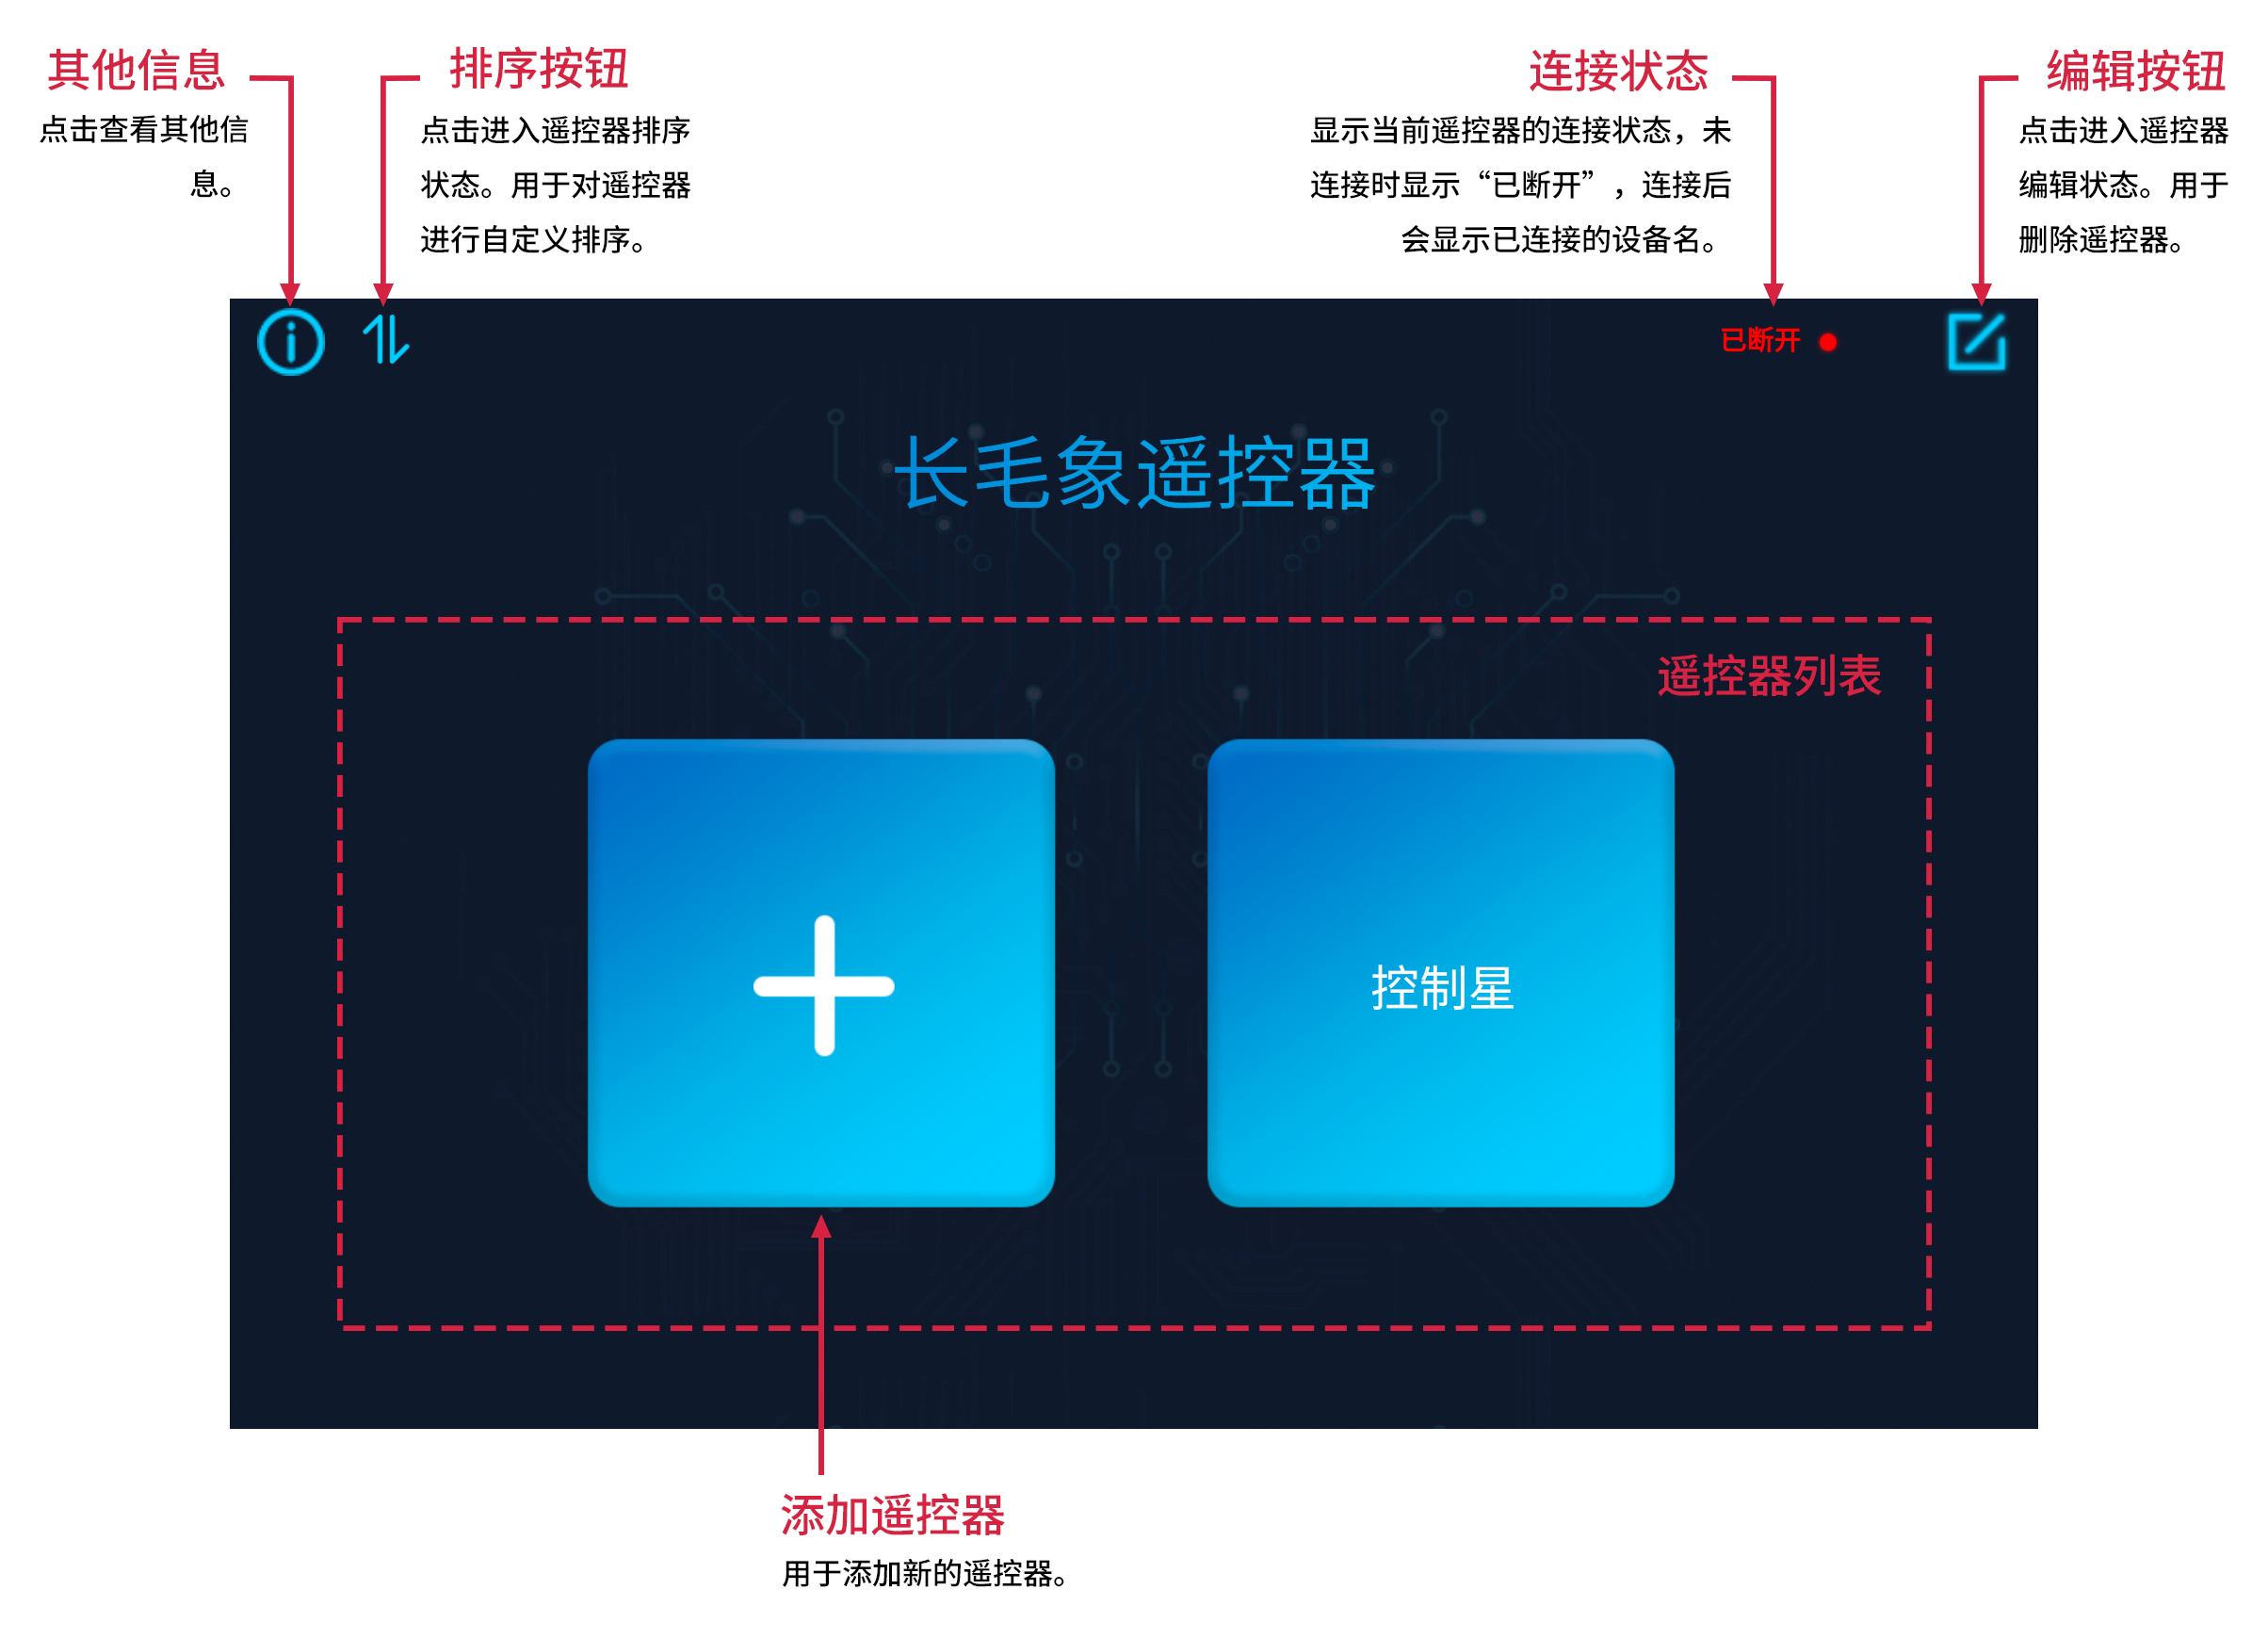 其他信息
点击查看其他信
息。
排序按钮
点击进入遥控器排序
状态。用于对遥控器
进行自定义排序。
连接状态
显示当前遥控器的连接状态，未
连接时显示“已断开”，连接后
会显示已连接的设备名。
编辑按钮
点击进入遥控器
编辑状态。用于
删除遥控器。
已断开
长毛象遥控器
遥控器列表
控制星
添加遥控器
用于添加新的遥控器。